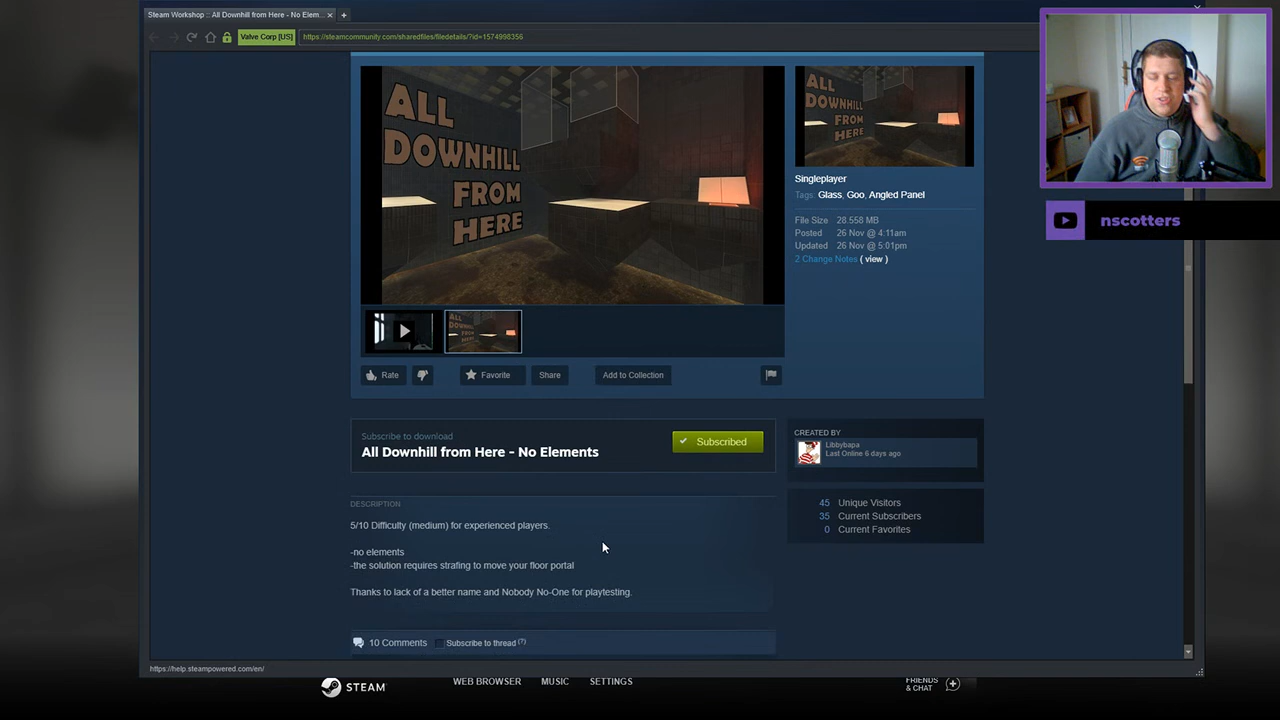 Steam Workshop :: All Downhill from Here - No Elem...
Valve Corp [US]
https://steamcommunity.com/sharedfiles/filedetails/?id=1574998356
ALL
DOWNHILL
FROM
HERE
ALL
DOWNHILL
FROM
HERE
Singleplayer
Tags: Glass, Goo, Angled Panel
File Size 28.558 MB
Posted 26 Nov @ 4:11am
Updated 26 Nov @ 5:01pm
2 Change Notes ( view )
nscotters
Rate
Favorite
Share
Add to Collection
Subscribe to download
All Downhill from Here - No Elements
Subscribed
CREATED BY
Libbybapa
Last Online 6 days ago
45 Unique Visitors
35 Current Subscribers
0 Current Favorites
DESCRIPTION
5/10 Difficulty (medium) for experienced players.
-no elements
-the solution requires strafing to move your floor portal
Thanks to lack of a better name and Nobody No-One for playtesting.
10 Comments
Subscribe to thread (?)
https://help.steampowered.com/en/
STEAM
WEB BROWSER
MUSIC
SETTINGS
FRIENDS
& CHAT